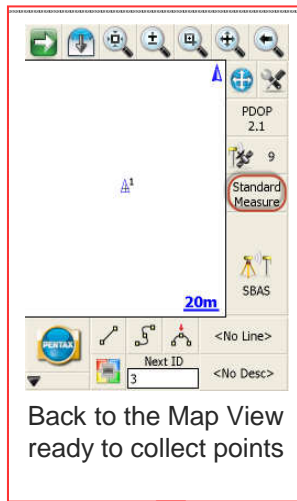 PDOP
2.1
9
1
Standard
Measure
SBAS
20m
PENTAX
<No Line>
Next ID
3
<No Desc>
Back to the Map View
ready to collect points